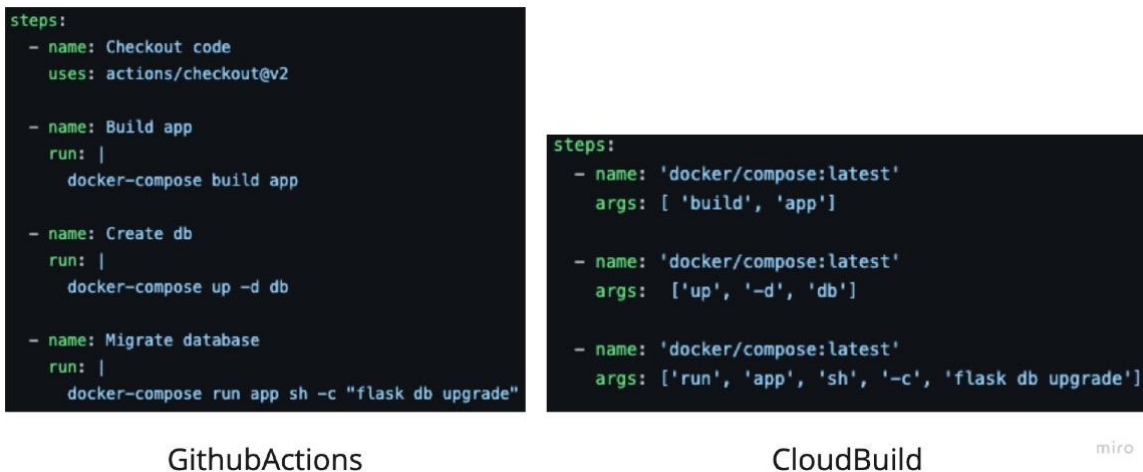 steps:
- name: Checkout code
uses: actions/checkout@v2
- name: Build app
run: |
docker-compose build app
- name: Create db
run: |
docker-compose up -d db
- name: Migrate database
run: |
docker-compose run app sh -c "flask db upgrade"
GithubActions
steps:
- name: 'docker/compose:latest'
args: [ 'build', 'app']
- name: 'docker/compose:latest'
args:  ['up', '-d', 'db']
- name: 'docker/compose:latest'
args: ['run', 'app', 'sh', '-c', 'flask db upgrade']
CloudBuild
miro